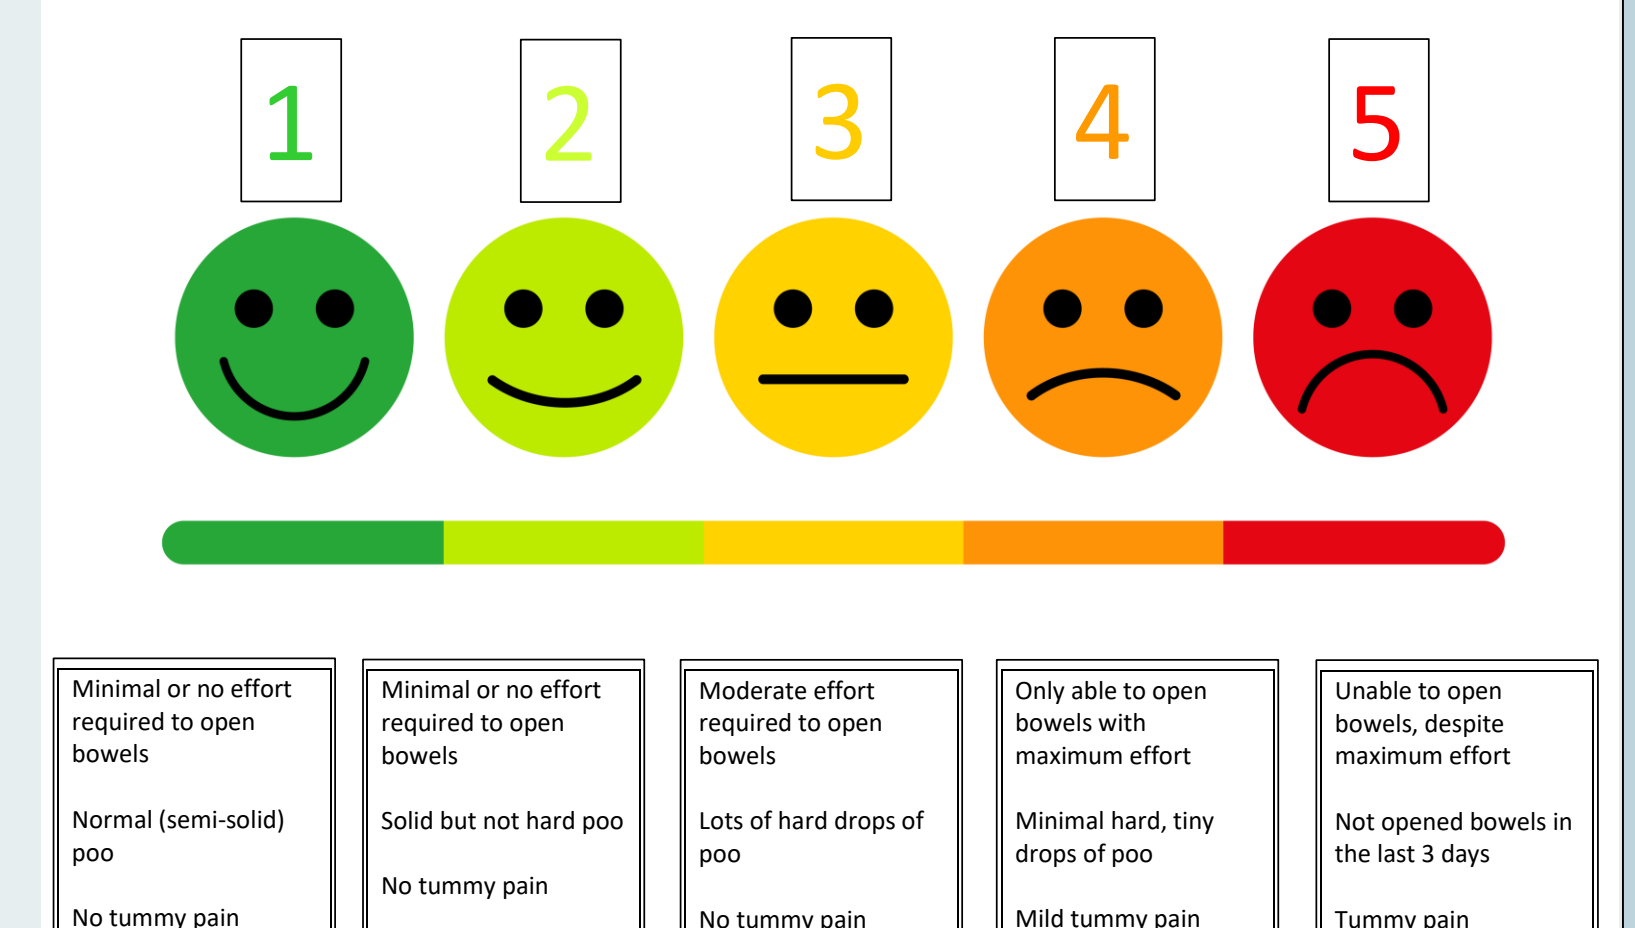 1
2
3
4
5
Minimal or no effort
required to open
bowels
Normal (semi-solid)
poo
No tummy pain
Minimal or no effort
required to open
bowels
Solid but not hard poo
No tummy pain
Moderate effort
required to open
bowels
Lots of hard drops of
poo
No tummy pain
Only able to open
bowels with
maximum effort
Minimal hard, tiny
drops of poo
Mild tummy pain
Unable to open
bowels, despite
maximum effort
Not opened bowels in
the last 3 days
Tummy pain